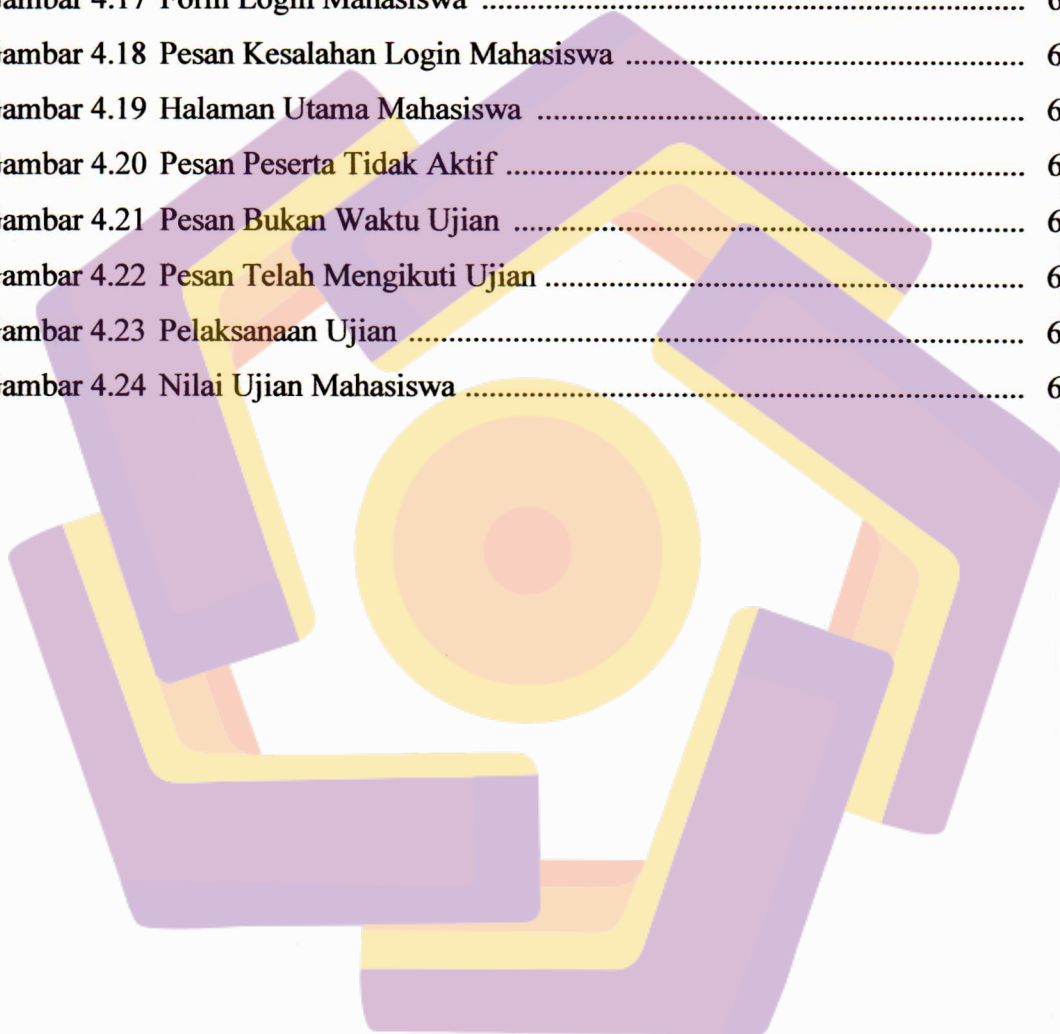 ambar 4.17 Form Login Mahasiswa ........................................................................ 6
ambar 4.18 Pesan Kesalahan Login Mahasiswa .................................................... 6
ambar 4.19 Halaman Utama Mahasiswa ................................................................ 6
ambar 4.20 Pesan Peserta Tidak Aktif .................................................................... 6
ambar 4.21 Pesan Bukan Waktu Ujian ................................................................... 6
ambar 4.22 Pesan Telah Mengikuti Ujian ............................................................... 6
ambar 4.23 Pelaksanaan Ujian ................................................................................ 6
ambar 4.24 Nilai Ujian Mahasiswa ......................................................................... 6